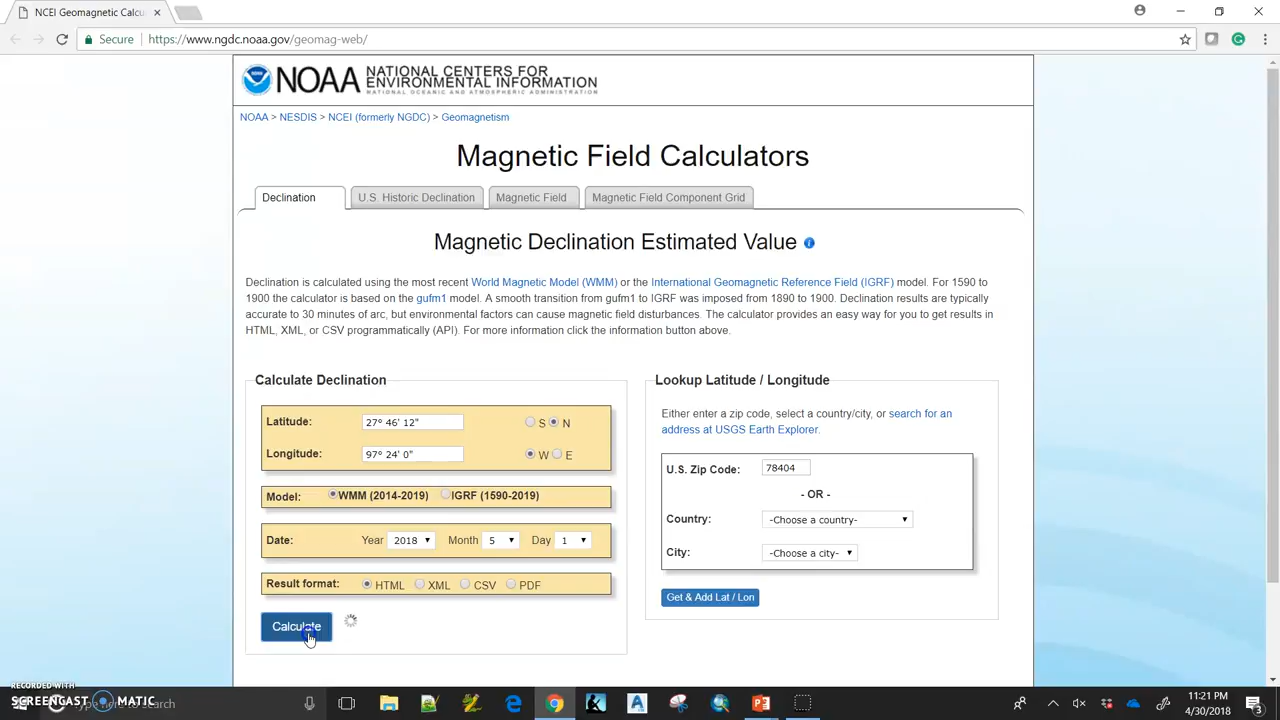 NCEI Geomagnetic Calcu
Secure
https://www.ngdc.noaa.gov/geomag-web/
NOAA
NATIONAL CENTERS FOR
ENVIRONMENTAL INFORMATION
NATIONAL OCEANIC AND ATMOSPHERIC ADMINISTRATION
NOAA > NESDIS > NCEI (formerly NGDC) > Geomagnetism
Magnetic Field Calculators
Declination
U.S. Historic Declination
Magnetic Field
Magnetic Field Component Grid
Magnetic Declination Estimated Value
Declination is calculated using the most recent World Magnetic Model (WMM) or the International Geomagnetic Reference Field (IGRF) model. For 1590 to
1900 the calculator is based on the gufm1 model. A smooth transition from gufm1 to IGRF was imposed from 1890 to 1900. Declination results are typically
accurate to 30 minutes of arc, but environmental factors can cause magnetic field disturbances. The calculator provides an easy way for you to get results in
HTML, XML, or CSV programmatically (API). For more information click the information button above.
Calculate Declination
Latitude: 27° 46' 12" S N
Longitude: 97° 24' 0" W E
Model: WMM (2014-2019) IGRF (1590-2019)
Date: Year 2018 Month 5 Day 1
Result format: HTML XML CSV PDF
Calculate
Lookup Latitude / Longitude
Either enter a zip code, select a country/city, or search for an
address at USGS Earth Explorer.
U.S. Zip Code: 78404
- OR -
Country: -Choose a country-
City: -Choose a city-
Get & Add Lat / Lon
RECORDED WITH
SCREENCAST MATIC
search
11:21 PM
4/30/2018